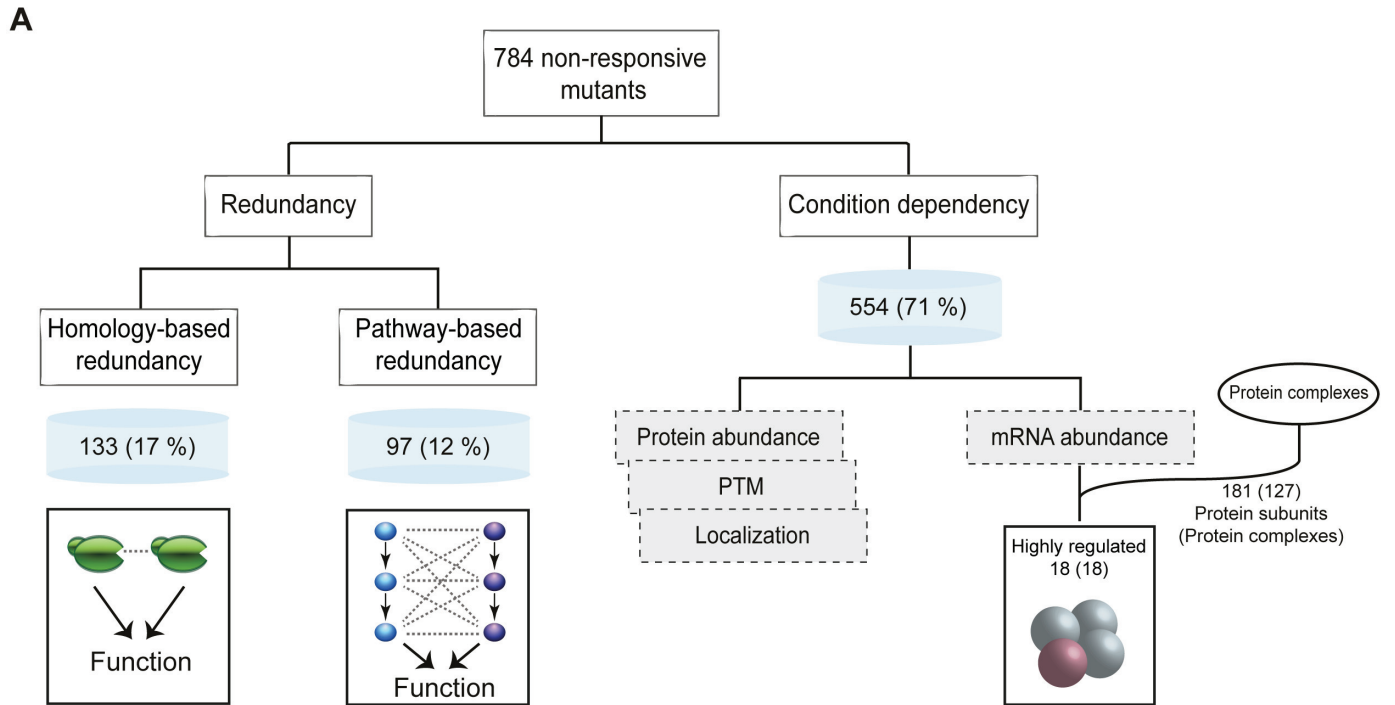 A
784 non-responsive
mutants
Redundancy
Condition dependency
Homology-based
redundancy
Pathway-based
redundancy
554 (71 %)
133 (17 %)
97 (12 %)
Protein abundance
PTM
Localization
mRNA abundance
Protein complexes
181 (127)
Protein subunits
(Protein complexes)
Highly regulated
18 (18)
Function
Function